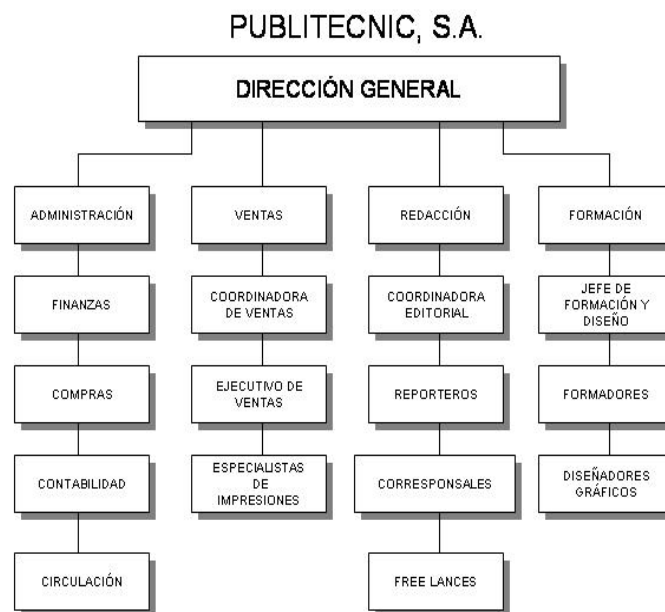 PUBLITECNIC, S.A.
DIRECCIÓN GENERAL
ADMINISTRACIÓN
VENTAS
REDACCIÓN
FORMACIÓN
FINANZAS
COORDINADORA
DE VENTAS
COORDINADORA
EDITORIAL
JEFE DE
FORMACIÓN Y
DISEÑO
COMPRAS
EJECUTIVO DE
VENTAS
REPORTEROS
FORMADORES
CONTABILIDAD
ESPECIALISTAS
DE
IMPRESIONES
CORRESPONSALES
DISEÑADORES
GRÁFICOS
CIRCULACIÓN
FREE LANCES